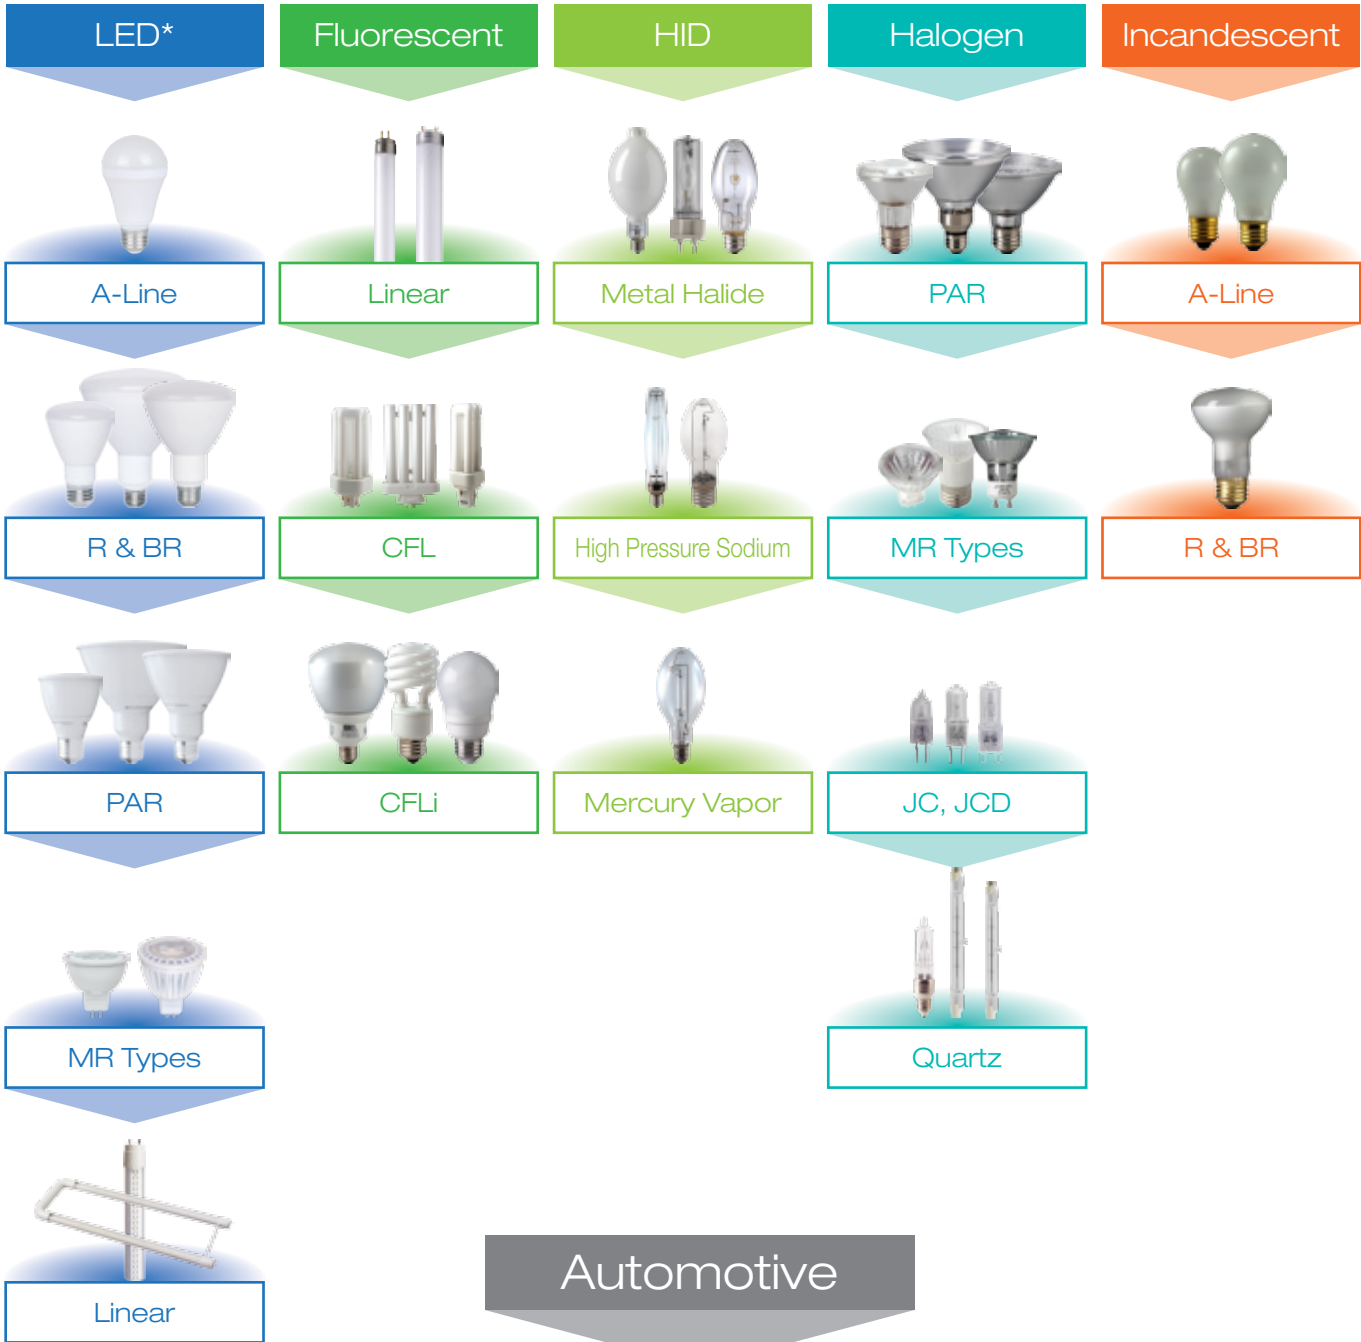 LED*
Fluorescent
HID
Halogen
Incandescent
A-Line
Linear
Metal Halide
PAR
A-Line
R & BR
CFL
High Pressure Sodium
MR Types
R & BR
PAR
CFLi
Mercury Vapor
JC, JCD
MR Types
Quartz
Linear
Automotive